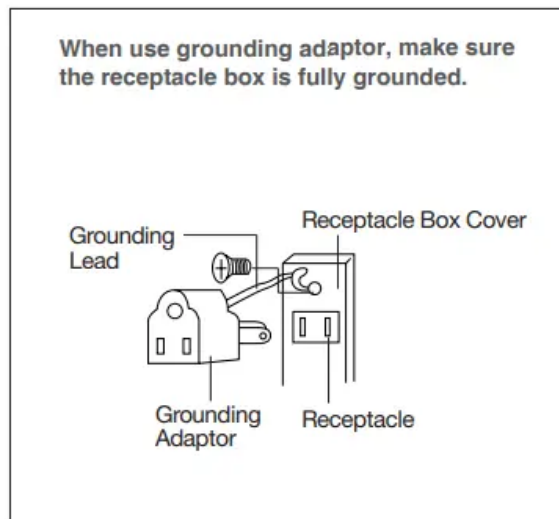 When use grounding adaptor, make sure
the receptacle box is fully grounded.
Grounding
Lead
Receptacle Box Cover
Grounding
Adaptor
Receptacle